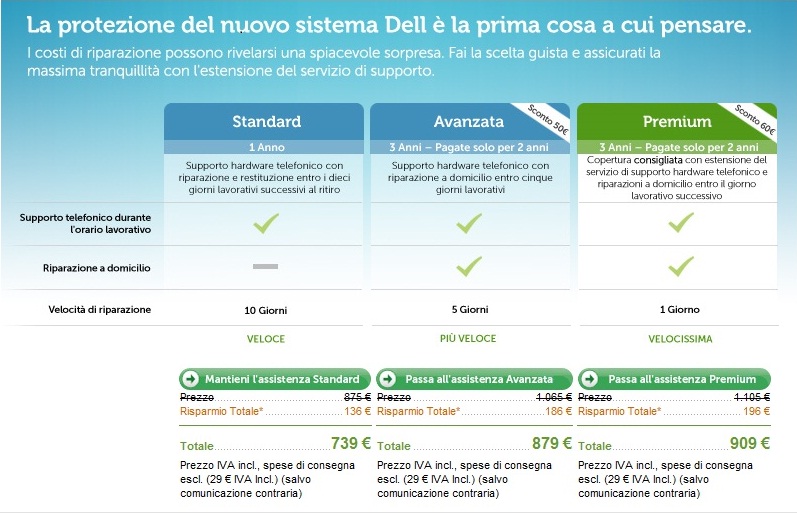 La protezione del nuovo sistema Dell è la prima cosa a cui pensare.
I costi di riparazione possono rivelarsi una spiacevole sorpresa. Fai la scelta guista e assicurati la
massima tranquillità con l'estensione del servizio di supporto.
Standard
1 Anno
Supporto hardware telefonico con
riparazione e restituzione entro i dieci
giorni lavorativi successivi al ritiro
Avanzata
Sconto 50€
3 Anni – Pagate solo per 2 anni
Supporto hardware telefonico con
riparazione a domicilio entro cinque
giorni lavorativi
Premium
Sconto 60€
3 Anni – Pagate solo per 2 anni
Copertura consigliata con estensione del
servizio di supporto hardware telefonico e
riparazioni a domicilio entro il giorno
lavorativo successivo
Supporto telefonico durante
l'orario lavorativo
Riparazione a domicilio
Velocità di riparazione
10 Giorni
5 Giorni
1 Giorno
VELOCE
PIÙ VELOCE
VELOCISSIMA
Mantieni l'assistenza Standard
Prezzo 875 €
Risparmio Totale* 136 €
Totale 739 €
Prezzo IVA incl., spese di consegna
escl. (29 € IVA Incl.) (salvo
comunicazione contraria)
Passa all'assistenza Avanzata
Prezzo 1.065 €
Risparmio Totale* 186 €
Totale 879 €
Prezzo IVA incl., spese di consegna
escl. (29 € IVA Incl.) (salvo
comunicazione contraria)
Passa all'assistenza Premium
Prezzo 1.105 €
Risparmio Totale* 196 €
Totale 909 €
Prezzo IVA incl., spese di consegna
escl. (29 € IVA Incl.) (salvo
comunicazione contraria)